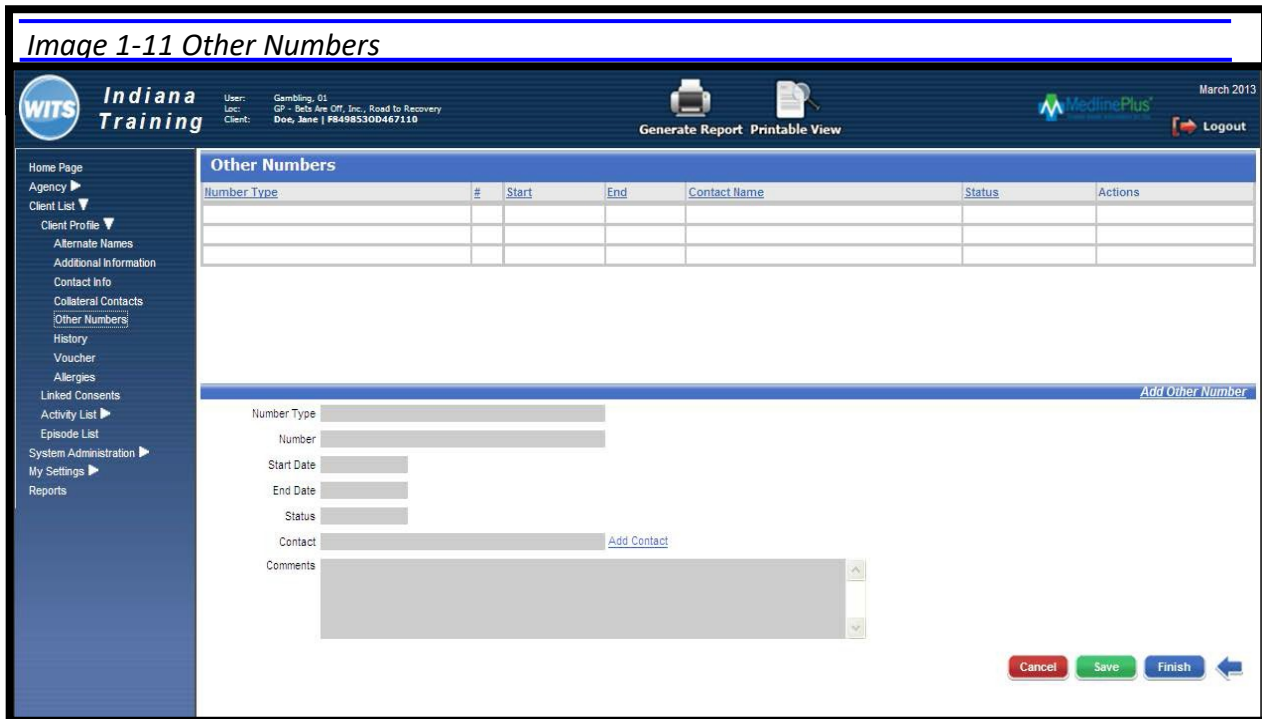 Image 1-11 Other Numbers
WITS
Indiana Training
User: Gambling, 01
Loc: GP - Bets Are Off, Inc., Road to Recovery
Client: Doe, Jane |
Generate Report Printable View
MedlinePlus
March 2013
Logout
Home Page
Agency
Client List
Client Profile
Alternate Names
Additional Information
Contact Info
Collateral Contacts
Other Numbers
History
Voucher
Allergies
Linked Consents
Activity List
Episode List
System Administration
My Settings
Reports
Other Numbers
Number Type # Start End Contact Name Status Actions
Add Other Number
Number Type
Number
Start Date
End Date
Status
Contact Add Contact
Comments
Cancel Save Finish